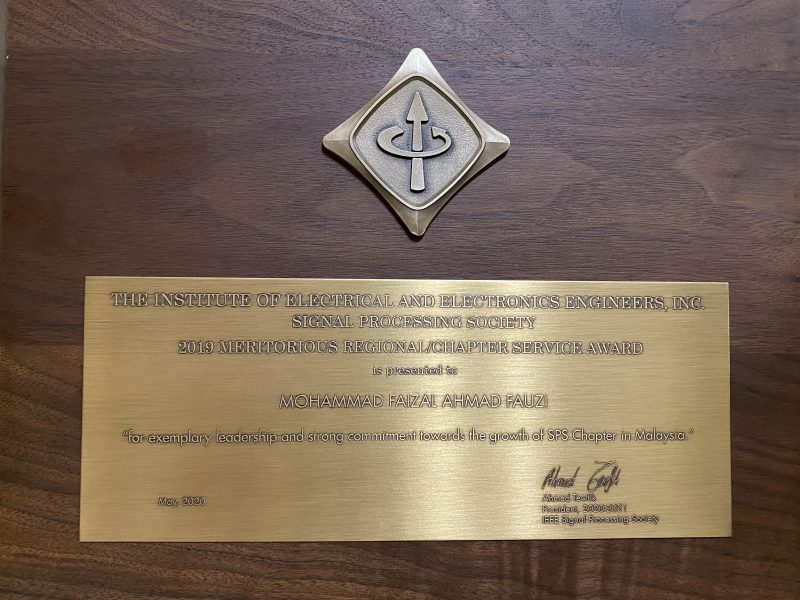 THE INSTITUTE OF ELECTRICAL AND ELECTRONICS ENGINEERS, INC.
SIGNAL PROCESSING SOCIETY
2019 MERITORIOUS REGIONAL/CHAPTER SERVICE AWARD
is presented to
MOHAMMAD FAIZAL AHMAD FAUZI
"for exemplary leadership and strong commitment towards the growth of SPS Chapter in Malaysia."
May, 2020
Ahmed Tewfik
President, 2020-2021
IEEE Signal Processing Society